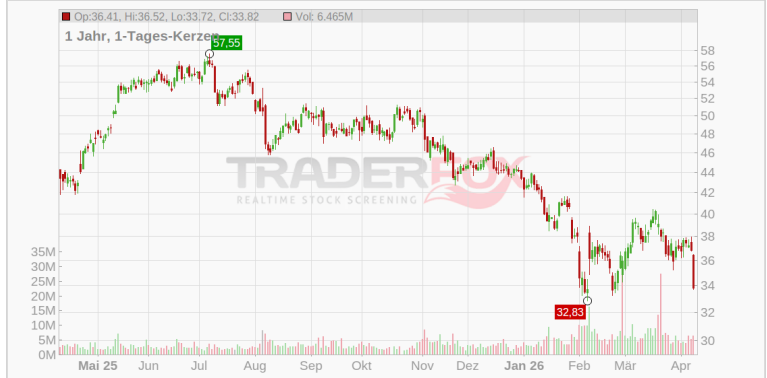 Op:36.41, Hi:36.52, Lo:33.72, Cl:33.82 Vol: 6.465M
1 Jahr, 1-Tages-Kerzen
57,55
58
56
54
52
50
48
46
44
42
40
38
36
34
32
30
TRADERFOX
REALTIME STOCK SCREENING
32,83
35M
30M
25M
20M
15M
10M
5M
0M
Mai 25 Jun Jul Aug Sep Okt Nov Dez Jan 26 Feb Mär Apr